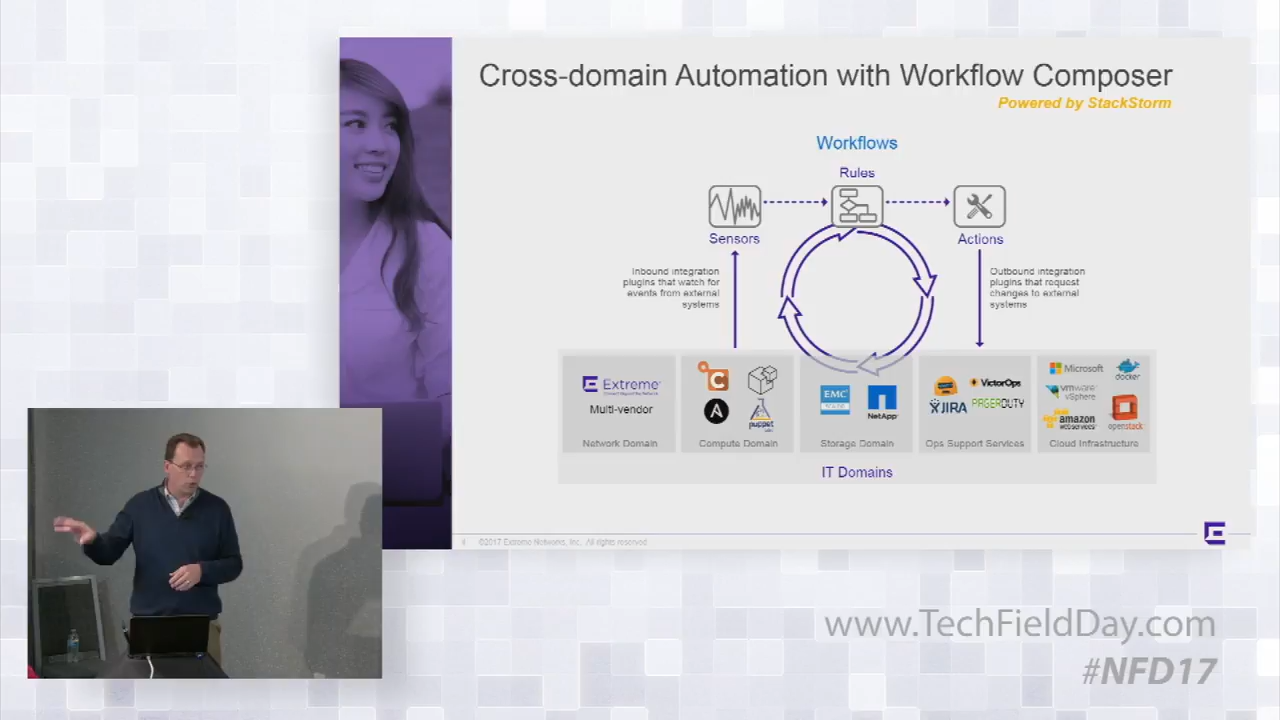 Cross-domain Automation with Workflow Composer
Powered by StackStorm
Workflows
Rules
Sensors
Actions
Inbound integration
plugins that watch for
events from external
systems
Outbound integration
plugins that request
changes to external
systems
Extreme
Multi-vendor
Network Domain
C
A
puppet
Compute Domain
EMC
NetApp
Storage Domain
VictorOps
JIRA
PAGERDUTY
Ops Support Services
Microsoft
docker
vmware
vSphere
amazon
webservices
openstack
Cloud Infrastructure
IT Domains
©2017 Extreme Networks, Inc. All rights reserved
www.TechFieldDay.com
#NFD17